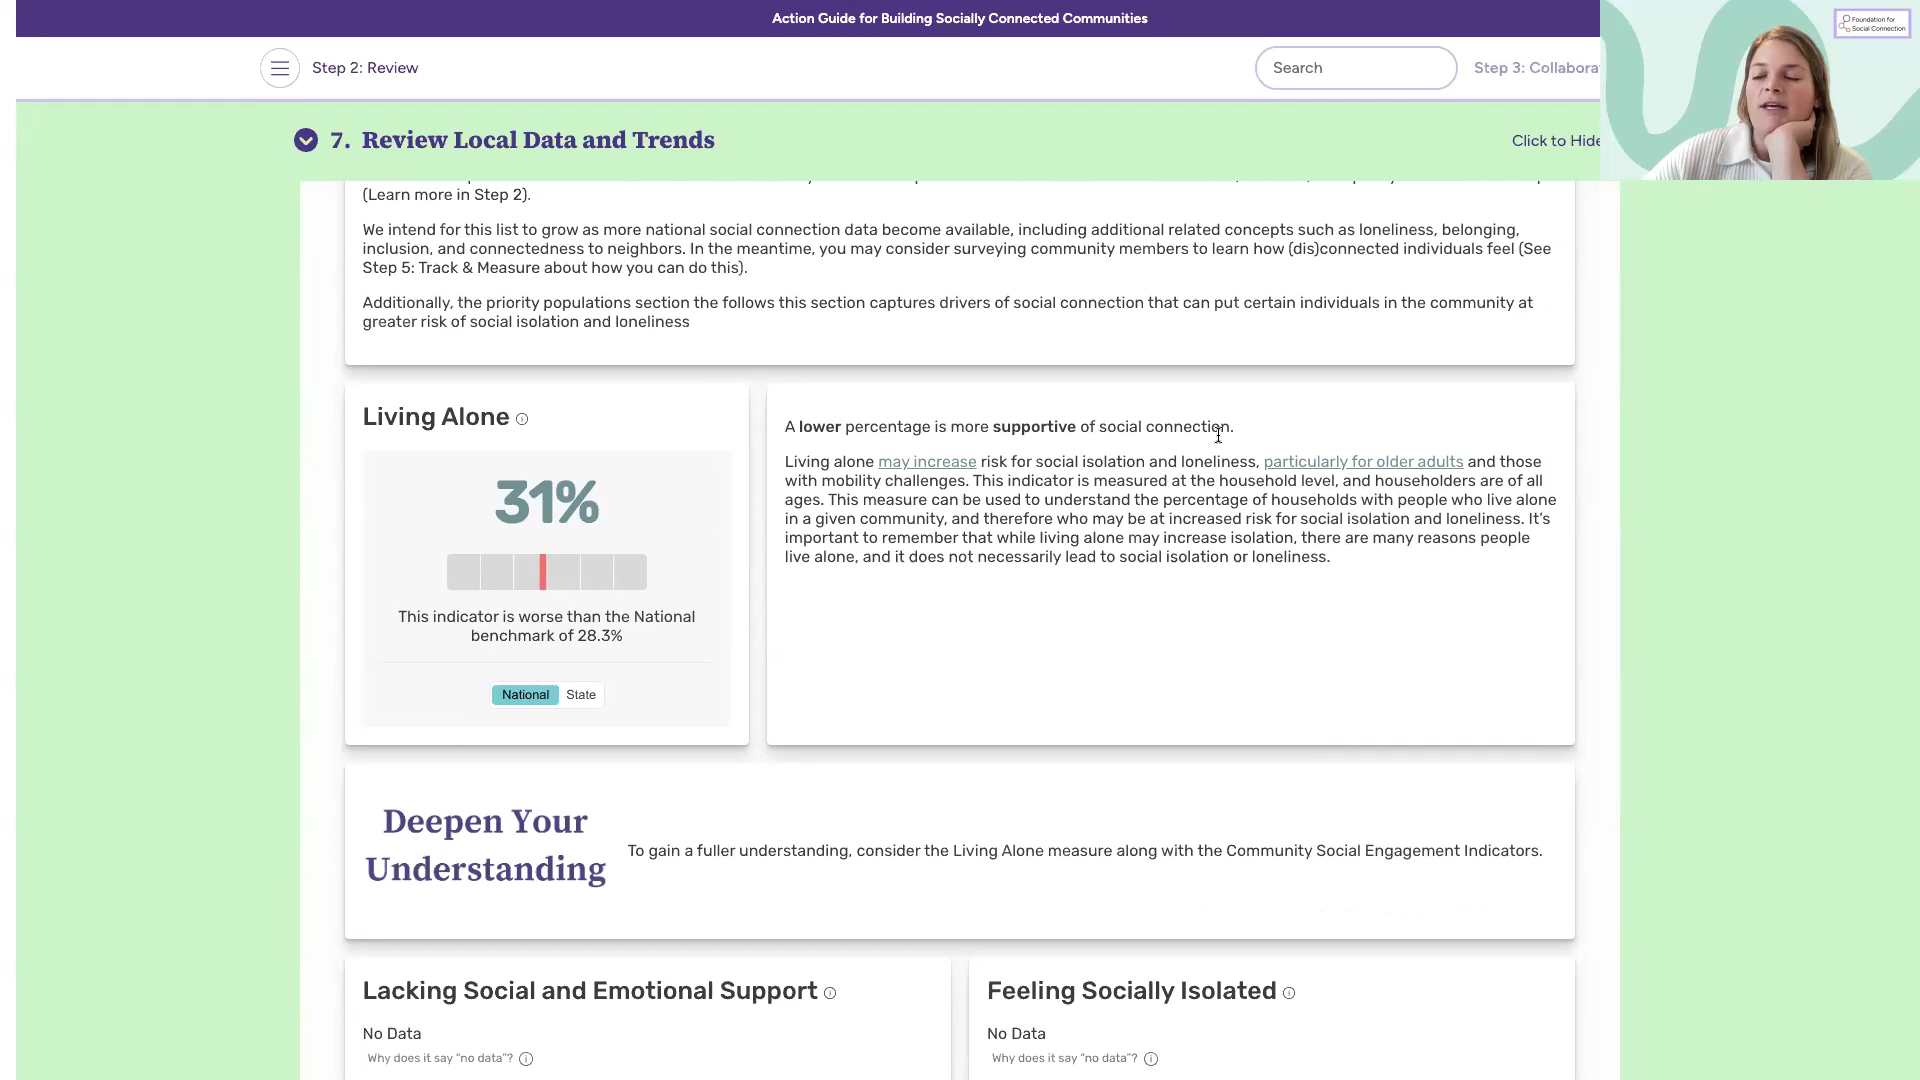 Action Guide for Building Socially Connected Communities
Foundation for
Social Connection
Step 2: Review
Search
Step 3: Collabora
7. Review Local Data and Trends
Click to Hide
(Learn more in Step 2).
We intend for this list to grow as more national social connection data become available, including additional related concepts such as loneliness, belonging,
inclusion, and connectedness to neighbors. In the meantime, you may consider surveying community members to learn how (dis)connected individuals feel (See
Step 5: Track & Measure about how you can do this).
Additionally, the priority populations section the follows this section captures drivers of social connection that can put certain individuals in the community at
greater risk of social isolation and loneliness
Living Alone
31%
This indicator is worse than the National
benchmark of 28.3%
National State
A lower percentage is more supportive of social connection.
Living alone may increase risk for social isolation and loneliness, particularly for older adults and those
with mobility challenges. This indicator is measured at the household level, and householders are of all
ages. This measure can be used to understand the percentage of households with people who live alone
in a given community, and therefore who may be at increased risk for social isolation and loneliness. It’s
important to remember that while living alone may increase isolation, there are many reasons people
live alone, and it does not necessarily lead to social isolation or loneliness.
Deepen Your
Understanding
To gain a fuller understanding, consider the Living Alone measure along with the Community Social Engagement Indicators.
Lacking Social and Emotional Support
No Data
Why does it say “no data”?
Feeling Socially Isolated
No Data
Why does it say “no data”?